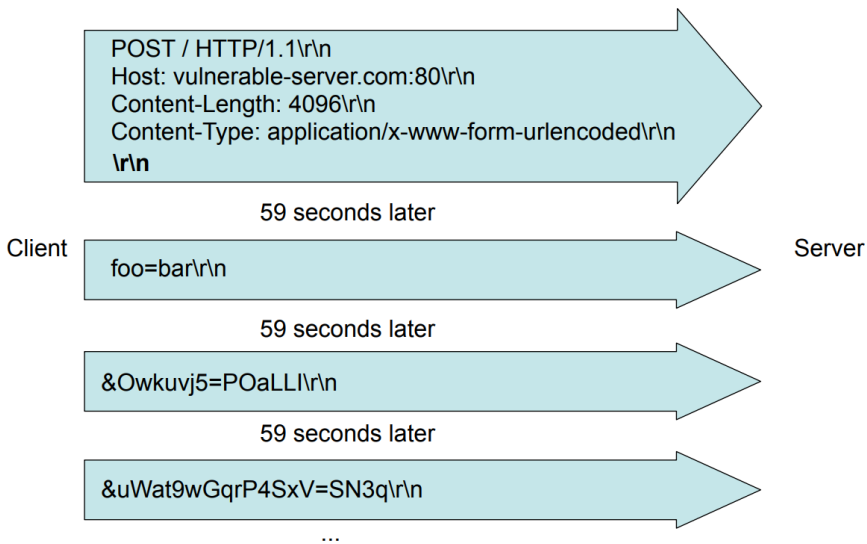 POST / HTTP/1.1\r\n
Host: vulnerable-server.com:80\r\n
Content-Length: 4096\r\n
Content-Type: application/x-www-form-urlencoded\r\n
\r\n
59 seconds later
Client
Server
foo=bar\r\n
59 seconds later
&Owkuvj5=POaLLI\r\n
59 seconds later
&uWat9wGqrP4SxV=SN3q\r\n
...